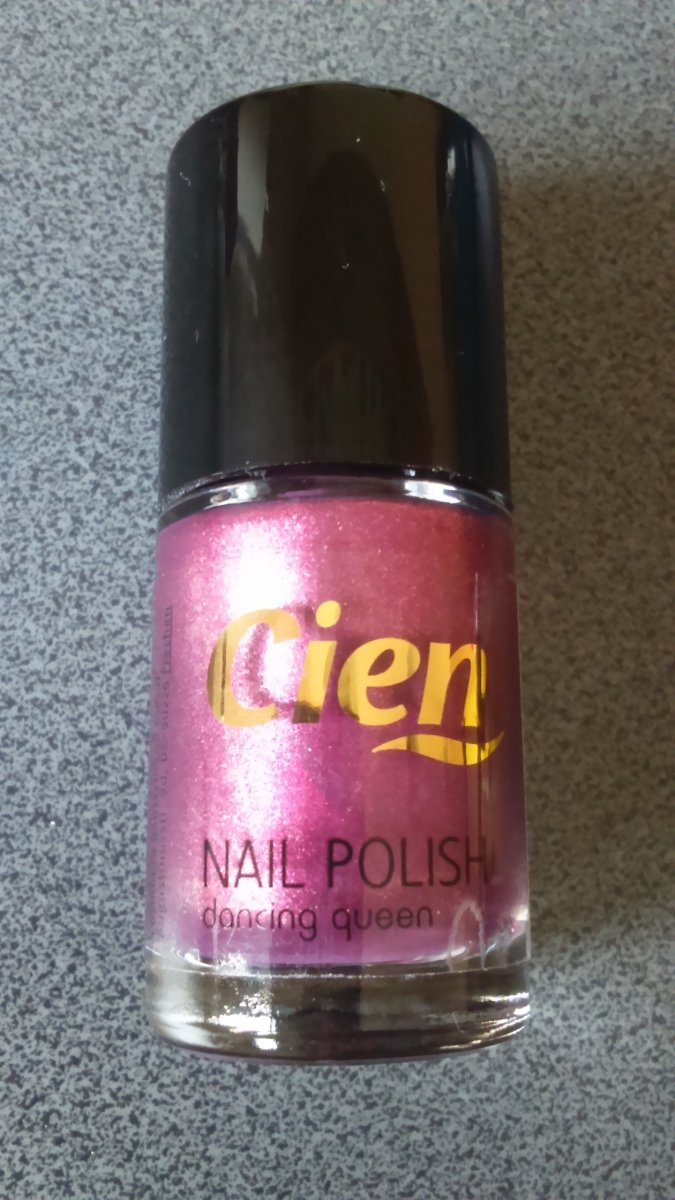 Cien
NAIL POLISH
dancing queen